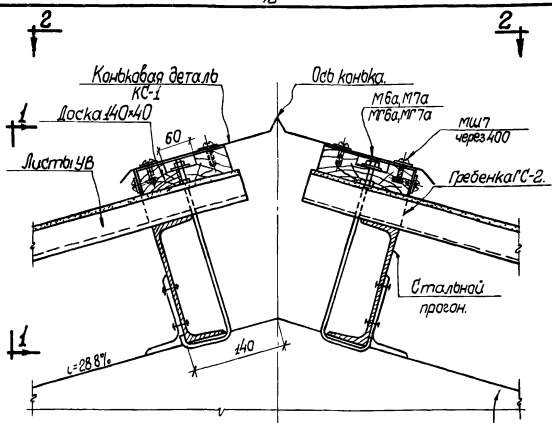 2
2
Коньковая деталь
КС-1
Ось конька.
М6а, М7а
МГ6а, МГ7а
МШ7
через 400
Доска 140×40
60
1
Листы УВ
Гребенка ГС-2.
Стальной
прогон.
1
140
i=28.8%